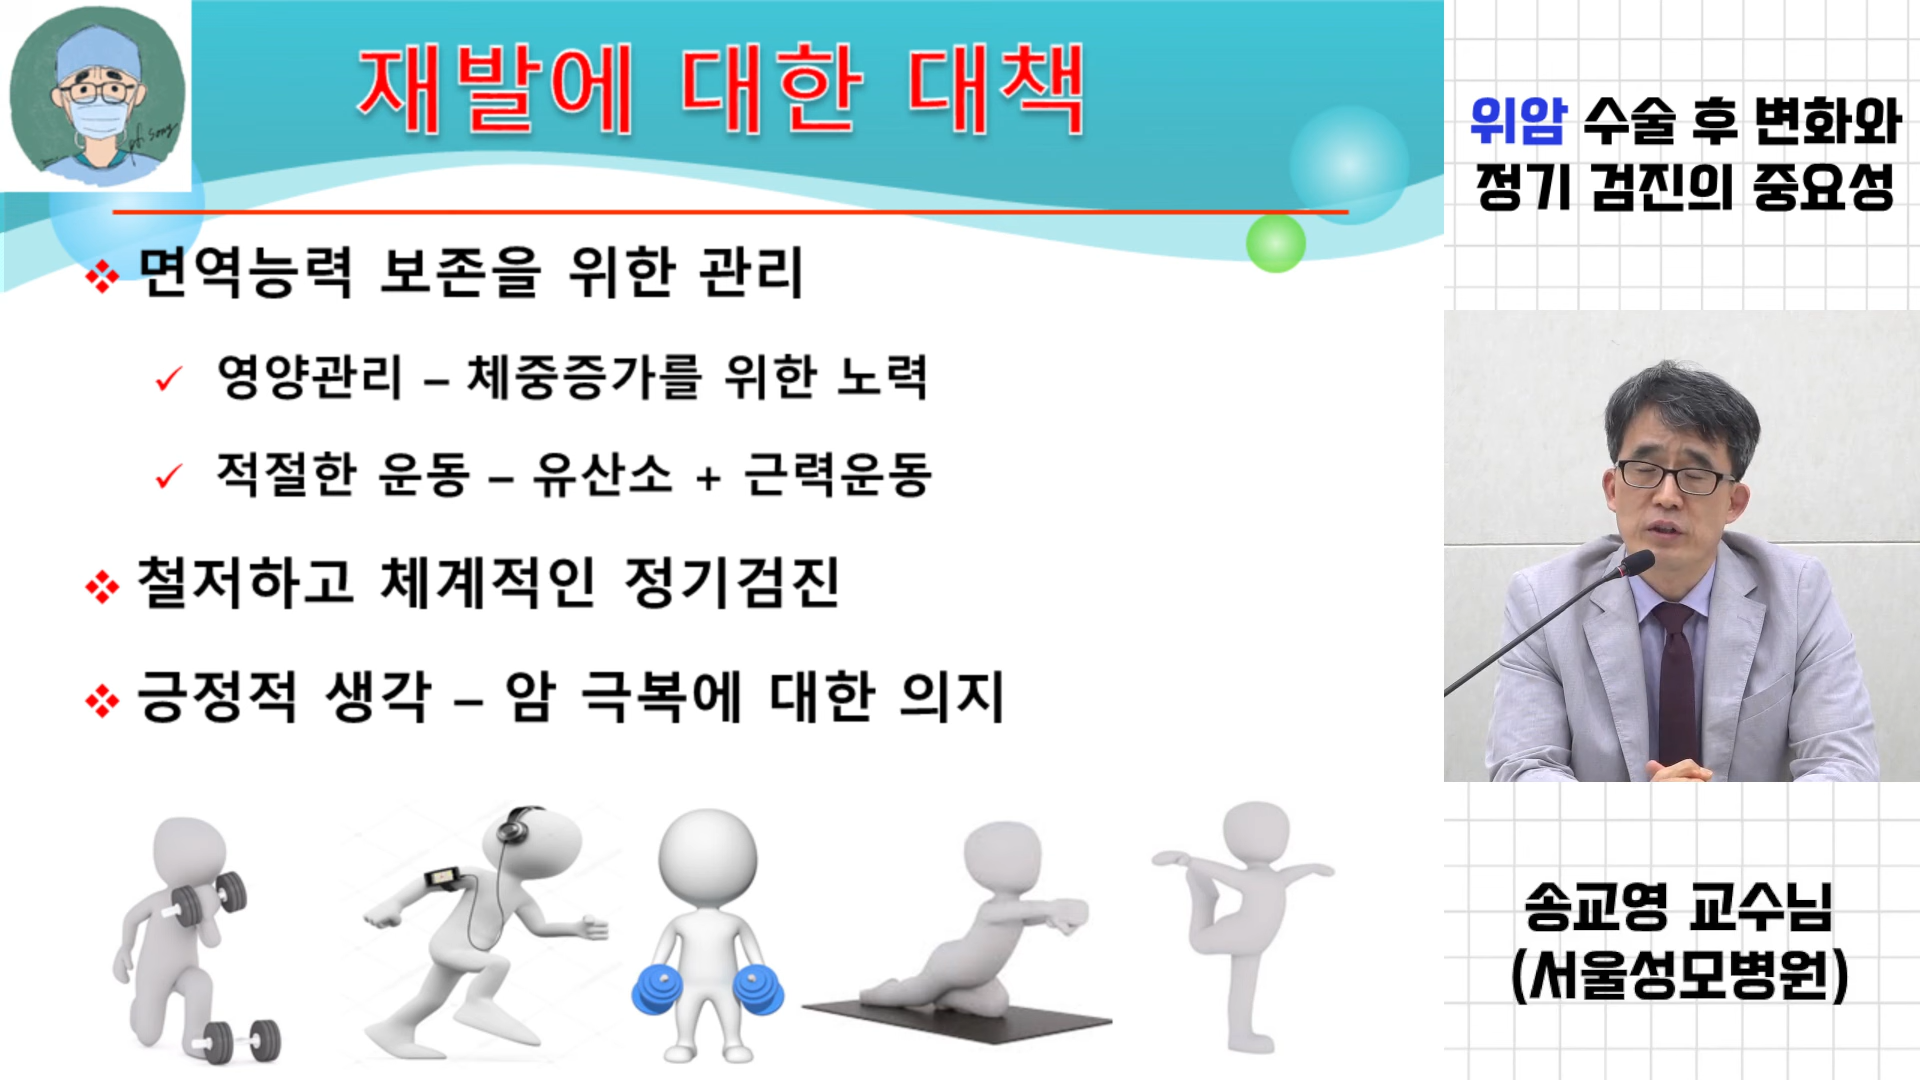 재발에 대한 대책
면역능력 보존을 위한 관리
영양관리 – 체중증가를 위한 노력
적절한 운동 – 유산소 + 근력운동
철저하고 체계적인 정기검진
긍정적 생각 – 암 극복에 대한 의지
위암 수술 후 변화와
정기 검진의 중요성
송교영 교수님
(서울성모병원)